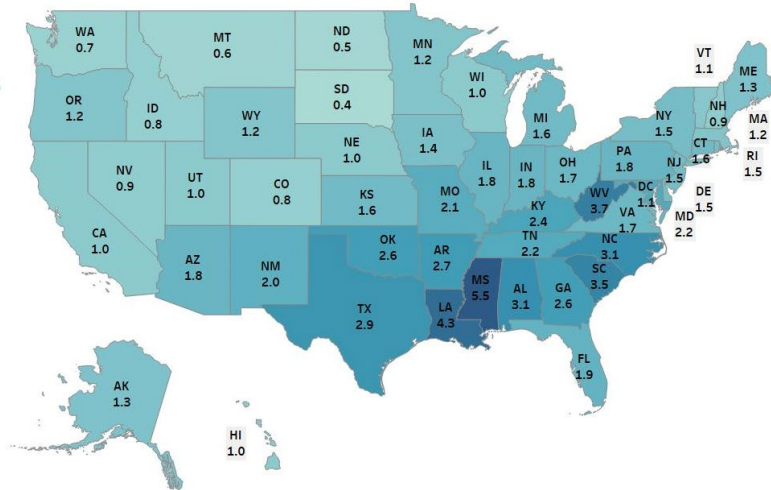 WA
0.7
MT
0.6
ND
0.5
MN
1.2
VT
1.1
ME
1.3
OR
1.2
ID
0.8
WY
1.2
SD
0.4
WI
1.0
MI
1.6
NY
1.5
NH
0.9
MA
1.2
NV
0.9
UT
1.0
CO
0.8
NE
1.0
IA
1.4
IL
1.8
IN
1.8
OH
1.7
PA
1.8
NJ
1.5
CT
1.6
RI
1.5
CA
1.0
AZ
1.8
NM
2.0
KS
1.6
MO
2.1
KY
2.4
WV
3.7
DC
1.1
VA
1.7
DE
1.5
MD
2.2
OK
2.6
AR
2.7
TN
2.2
NC
3.1
SC
3.5
TX
2.9
LA
4.3
MS
5.5
AL
3.1
GA
2.6
FL
1.9
AK
1.3
HI
1.0